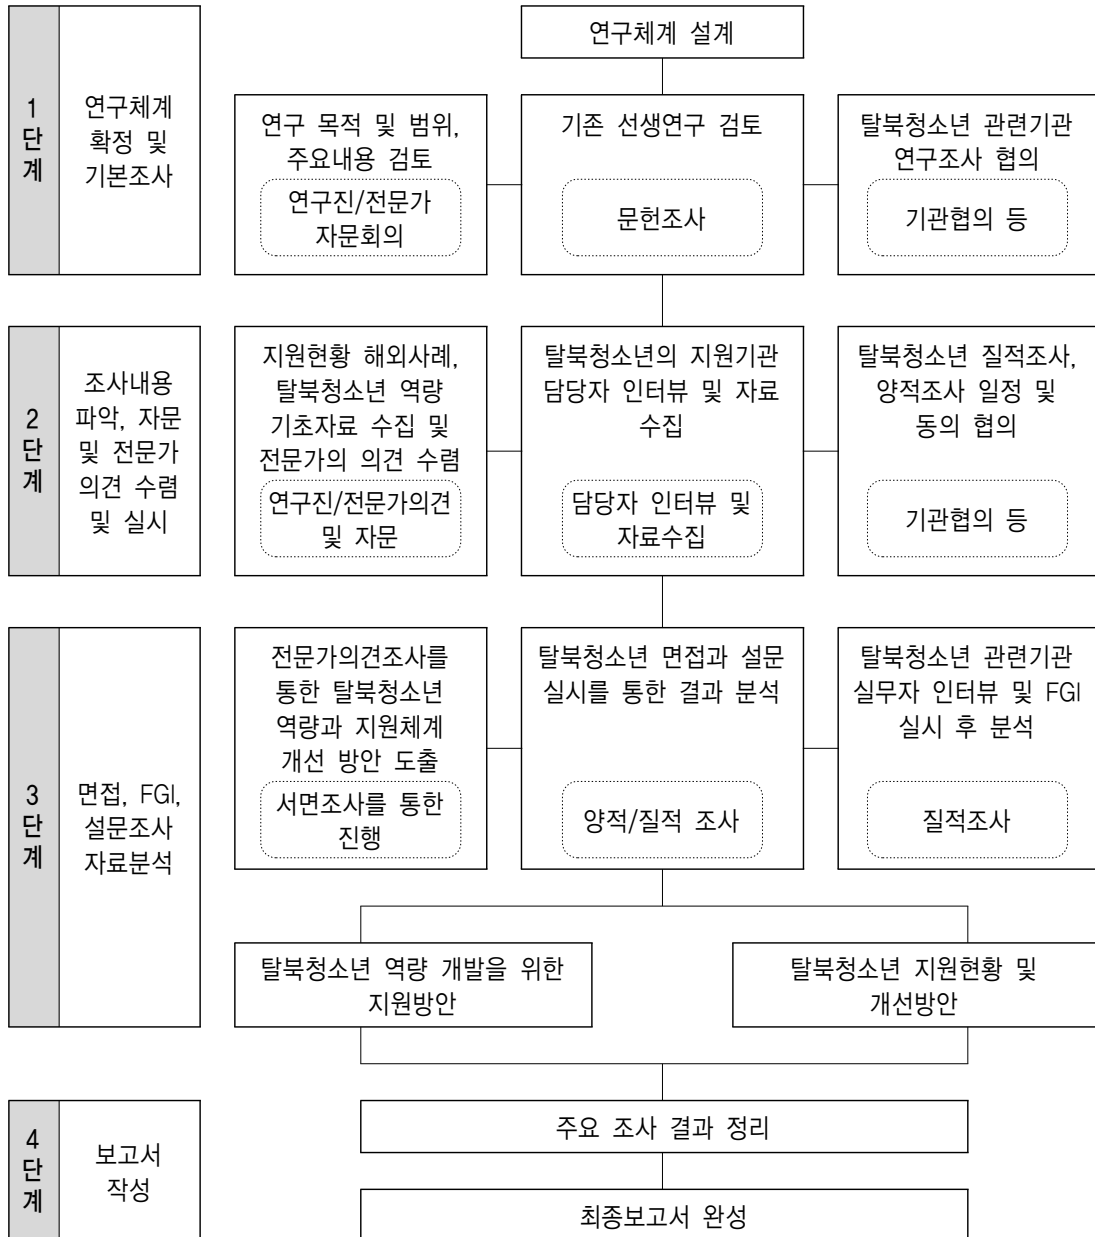 연구체계 설계
1
단
계
연구체계
확정 및
기본조사
연구 목적 및 범위,
주요내용 검토
연구진/전문가
자문회의
기존 선생연구 검토
문헌조사
탈북청소년 관련기관
연구조사 협의
기관협의 등
2
단
계
조사내용
파악, 자문
및 전문가
의견 수렴
및 실시
지원현황 해외사례,
탈북청소년 역량
기초자료 수집 및
전문가의 의견 수렴
연구진/전문가의견
및 자문
탈북청소년의 지원기관
담당자 인터뷰 및 자료
수집
담당자 인터뷰 및
자료수집
탈북청소년 질적조사,
양적조사 일정 및
동의 협의
기관협의 등
3
단
계
면접, FGI,
설문조사
자료분석
전문가의견조사를
통한 탈북청소년
역량과 지원체계
개선 방안 도출
서면조사를 통한
진행
탈북청소년 면접과 설문
실시를 통한 결과 분석
양적/질적 조사
탈북청소년 관련기관
실무자 인터뷰 및 FGI
실시 후 분석
질적조사
탈북청소년 역량 개발을 위한
지원방안
탈북청소년 지원현황 및
개선방안
4
단
계
보고서
작성
주요 조사 결과 정리
최종보고서 완성